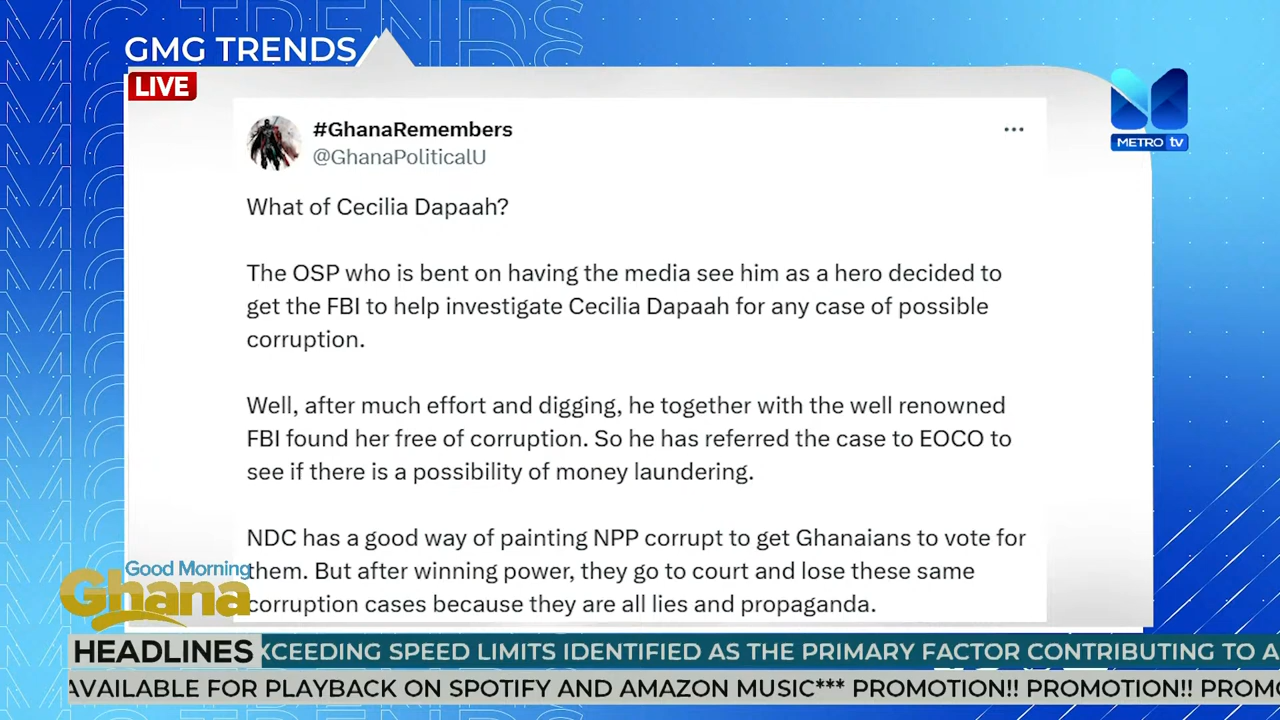 GMG TRENDS
LIVE
METRO tv
#GhanaRemembers
@GhanaPoliticalU
What of Cecilia Dapaah?
The OSP who is bent on having the media see him as a hero decided to
get the FBI to help investigate Cecilia Dapaah for any case of possible
corruption.
Well, after much effort and digging, he together with the well renowned
FBI found her free of corruption. So he has referred the case to EOCO to
see if there is a possibility of money laundering.
NDC has a good way of painting NPP corrupt to get Ghanaians to vote for
them. But after winning power, they go to court and lose these same
corruption cases because they are all lies and propaganda.
Good Morning
Ghana
HEADLINES
XCEEDING SPEED LIMITS IDENTIFIED AS THE PRIMARY FACTOR CONTRIBUTING TO A
AVAILABLE FOR PLAYBACK ON SPOTIFY AND AMAZON MUSIC*** PROMOTION!! PROMOTION!! PROMO